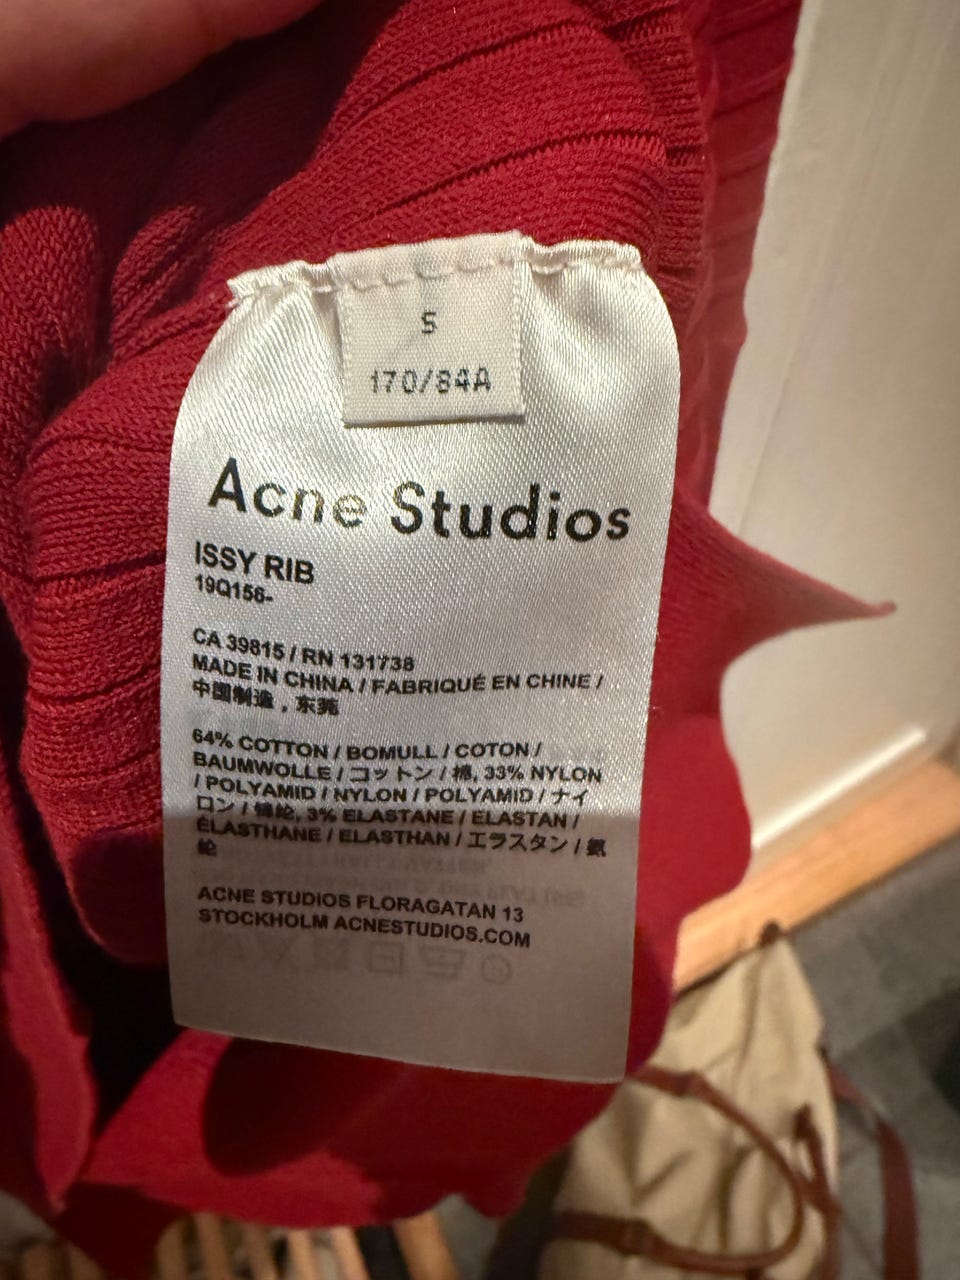 S
170/84A
Acne Studios
ISSY RIB
19Q156-
CA 39815 / RN 131738
MADE IN CHINA / FABRIQUÉ EN CHINE /
中国制造，东莞
64% COTTON / BOMULL / COTON /
BAUMWOLLE / コットン / 棉, 33% NYLON
/ POLYAMID / NYLON / POLYAMID / ナイ
ロン / 锦纶, 3% ELASTANE / ELASTAN /
ÉLASTHANE / ELASTHAN / エラスタン / 氨
纶
ACNE STUDIOS FLORAGATAN 13
STOCKHOLM ACNESTUDIOS.COM